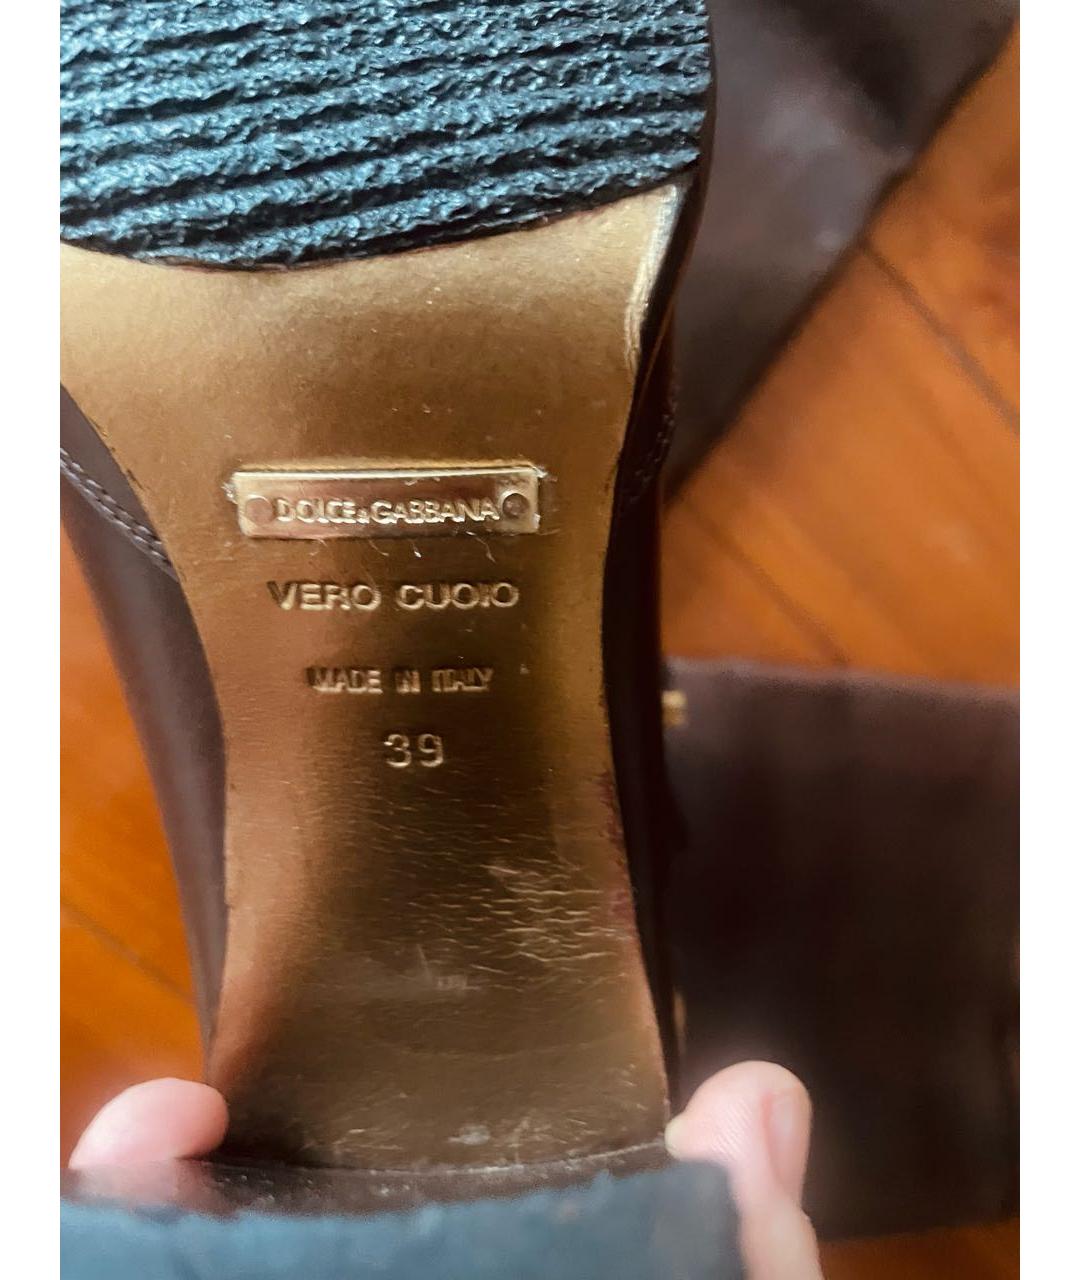 DOLCE&GABBANA
VERO CUOIO
MADE IN ITALY
39